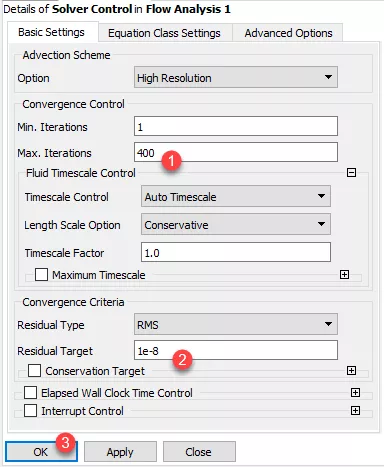 Details of Solver Control in Flow Analysis 1
Basic Settings Equation Class Settings Advanced Options
Advection Scheme
Option High Resolution
Convergence Control
Min. Iterations 1
Max. Iterations 400
1
Fluid Timescale Control
Timescale Control Auto Timescale
Length Scale Option Conservative
Timescale Factor 1.0
Maximum Timescale
Convergence Criteria
Residual Type RMS
Residual Target 1e-8
2
Conservation Target
Elapsed Wall Clock Time Control
Interrupt Control
3
OK Apply Close